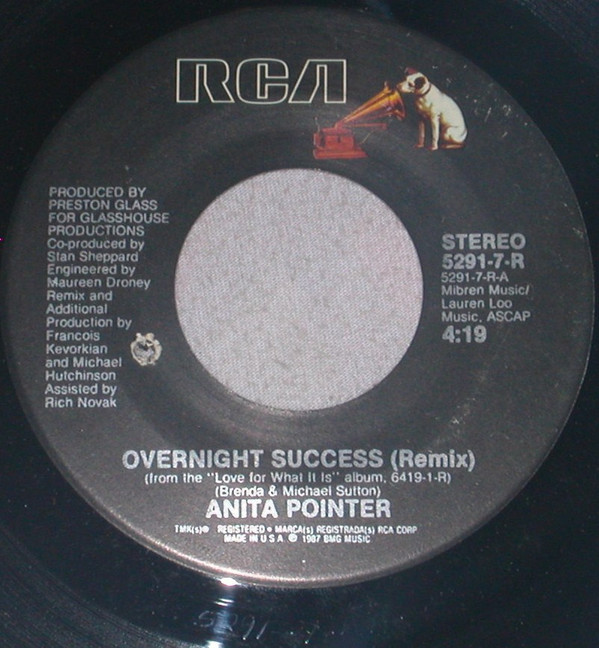 RCA
PRODUCED BY
PRESTON GLASS
FOR GLASSHOUSE
PRODUCTIONS
Co-produced by
Stan Sheppard
Engineered by
Maureen Droney
Remix and
Additional
Production by
Francois
Kevorkian
and Michael
Hutchinson
Assisted by
Rich Novak
STEREO
5291-7-R
5291-7-R-A
Mibren Music/
Lauren Loo
Music, ASCAP
4:19
OVERNIGHT SUCCESS (Remix)
(from the "Love for What It Is" album, 6419-1-R)
(Brenda & Michael Sutton)
ANITA POINTER
TMK(s)® REGISTERED • MARCA(s) REGISTRADA(s) RCA CORP
MADE IN U S A ℗ 1987 BMG MUSIC